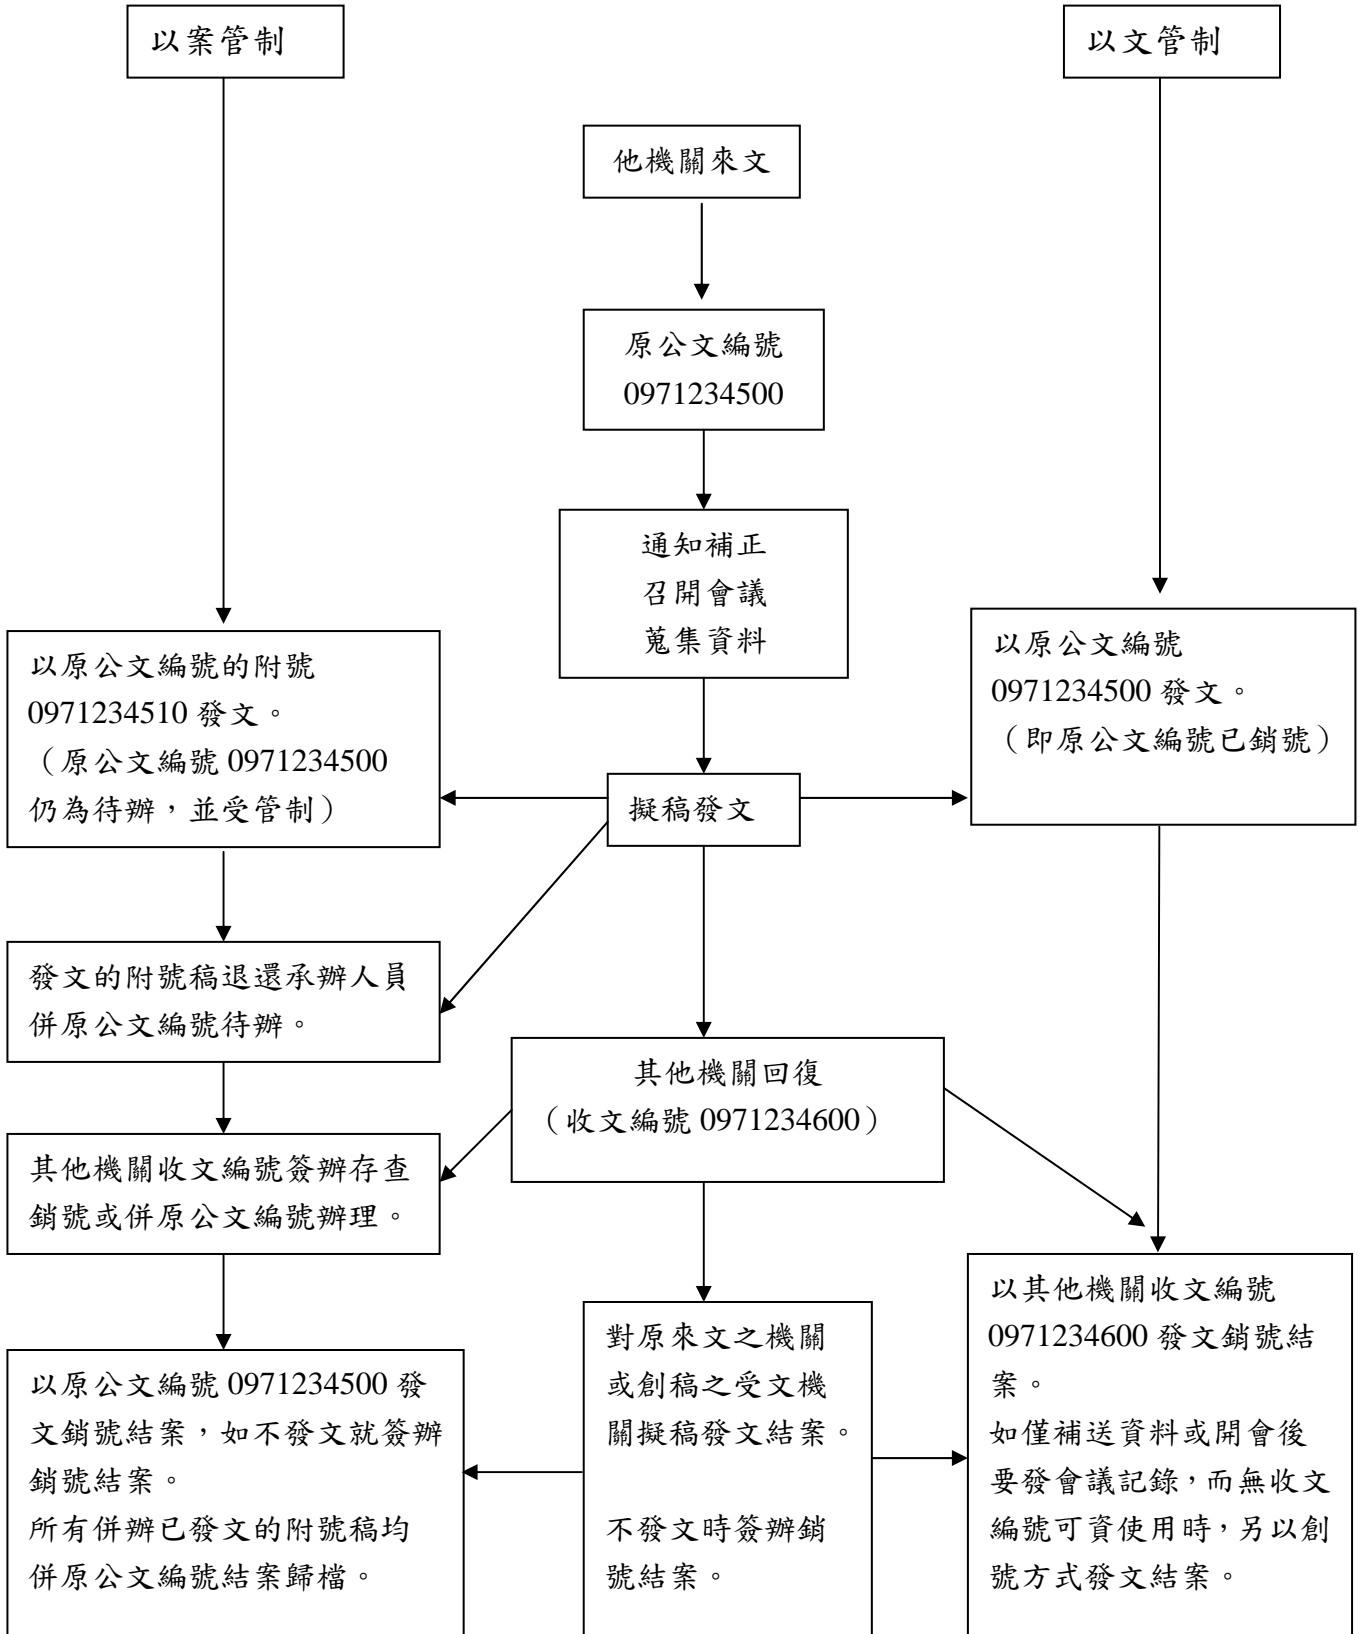 以案管制
以文管制
他機關來文
原公文編號
0971234500
通知補正
召開會議
蒐集資料
以原公文編號的附號
0971234510 發文。
（原公文編號 0971234500
仍為待辦，並受管制）
擬稿發文
以原公文編號
0971234500 發文。
（即原公文編號已銷號）
發文的附號稿退還承辦人員
併原公文編號待辦。
其他機關回復
（收文編號 0971234600）
其他機關收文編號簽辦存查
銷號或併原公文編號辦理。
以原公文編號 0971234500 發
文銷號結案，如不發文就簽辦
銷號結案。
所有併辦已發文的附號稿均
併原公文編號結案歸檔。
對原來文之機關
或創稿之受文機
關擬稿發文結案。
不發文時簽辦銷
號結案。
以其他機關收文編號
0971234600 發文銷號結
案。
如僅補送資料或開會後
要發會議記錄，而無收文
編號可資使用時，另以創
號方式發文結案。